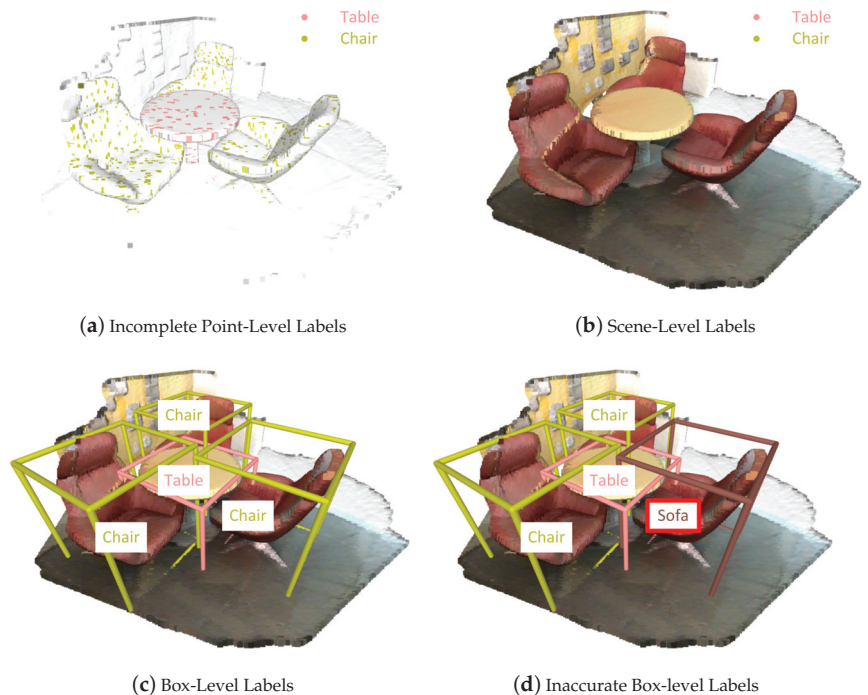 Table
Chair
Table
Chair
(a) Incomplete Point-Level Labels
(b) Scene-Level Labels
Chair
Table
Chair
Chair
Chair
Table
Sofa
Chair
(c) Box-Level Labels
(d) Inaccurate Box-level Labels